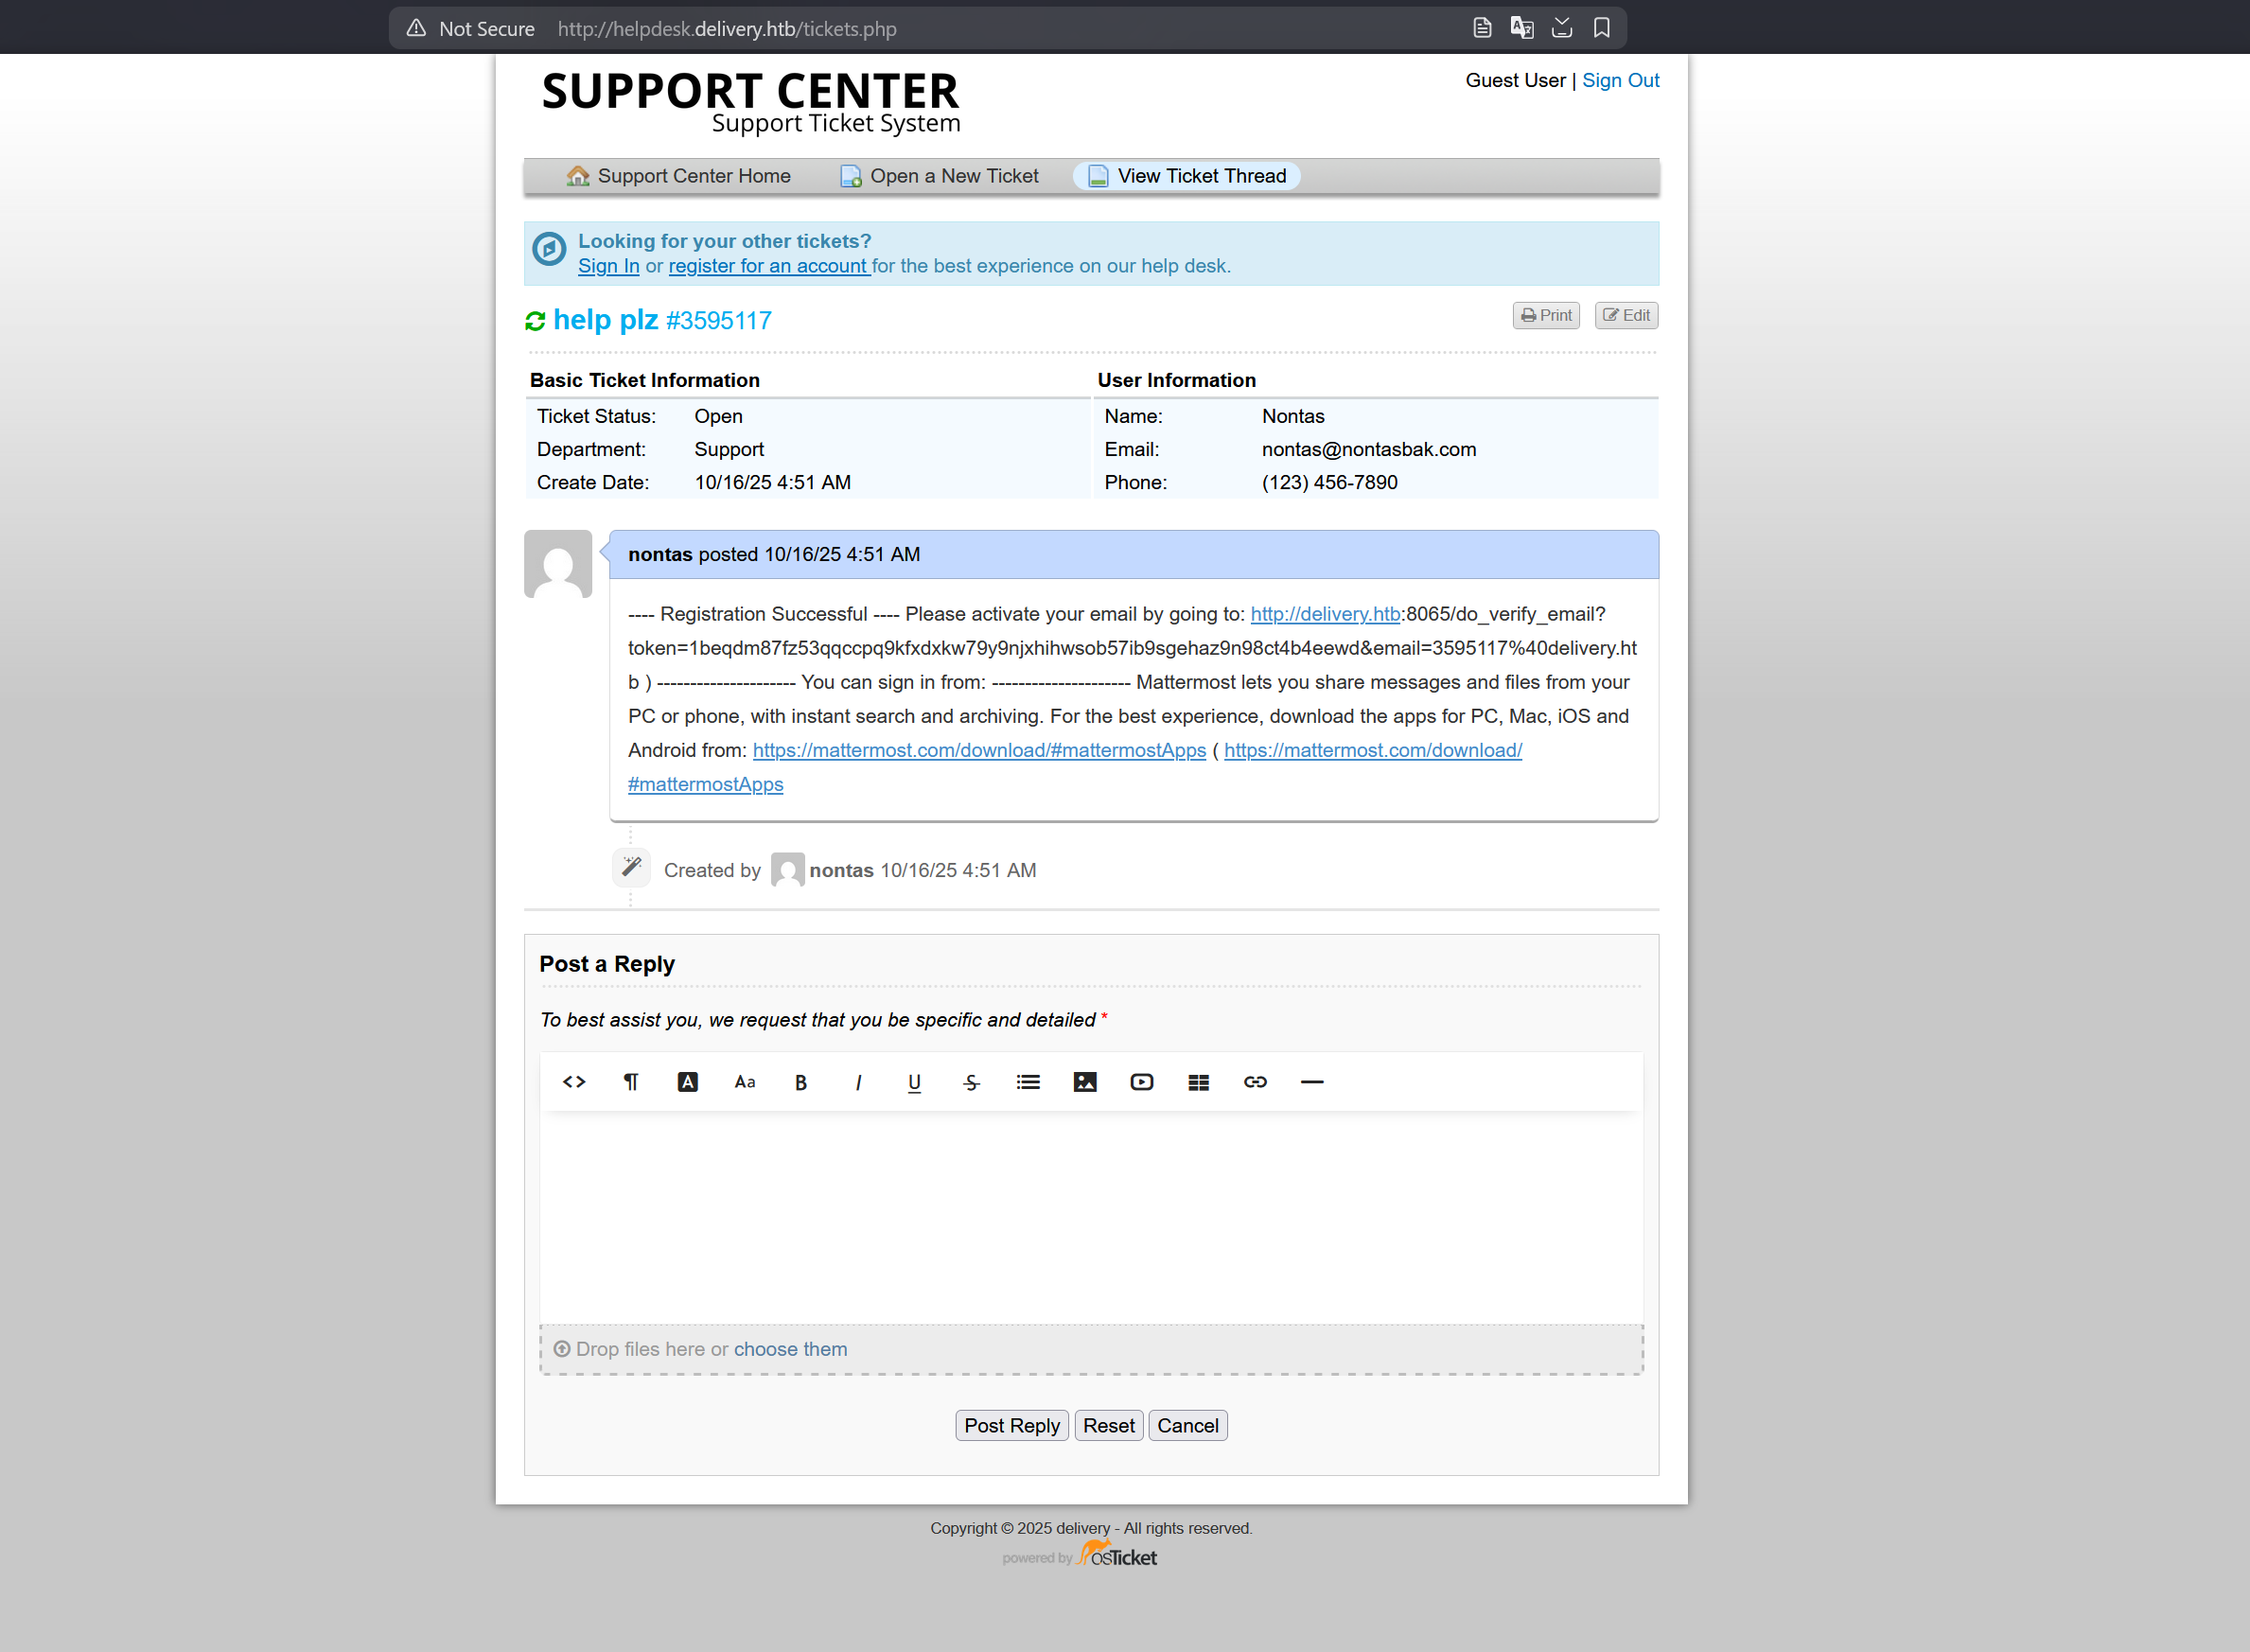 Not Secure http://helpdesk.delivery.htb/tickets.php
SUPPORT CENTER
Support Ticket System
Guest User | Sign Out
Support Center Home Open a New Ticket View Ticket Thread
Looking for your other tickets?
Sign In or register for an account for the best experience on our help desk.
help plz #3595117
Print Edit
Basic Ticket Information
Ticket Status: Open
Department: Support
Create Date: 10/16/25 4:51 AM
User Information
Name: Nontas
Email: nontas@nontasbak.com
Phone: (123) 456-7890
nontas posted 10/16/25 4:51 AM
---- Registration Successful ---- Please activate your email by going to: http://delivery.htb:8065/do_verify_email?
token=1beqdm87fz53qqccpq9kfxdxkw79y9njxhihwsob57ib9sgehaz9n98ct4b4eewd&email=3595117%40delivery.ht
b ) --------------------- You can sign in from: --------------------- Mattermost lets you share messages and files from your
PC or phone, with instant search and archiving. For the best experience, download the apps for PC, Mac, iOS and
Android from: https://mattermost.com/download/#mattermostApps ( https://mattermost.com/download/
#mattermostApps
Created by nontas 10/16/25 4:51 AM
Post a Reply
To best assist you, we request that you be specific and detailed *
Drop files here or choose them
Post Reply Reset Cancel
Copyright © 2025 delivery - All rights reserved.
powered by osTicket